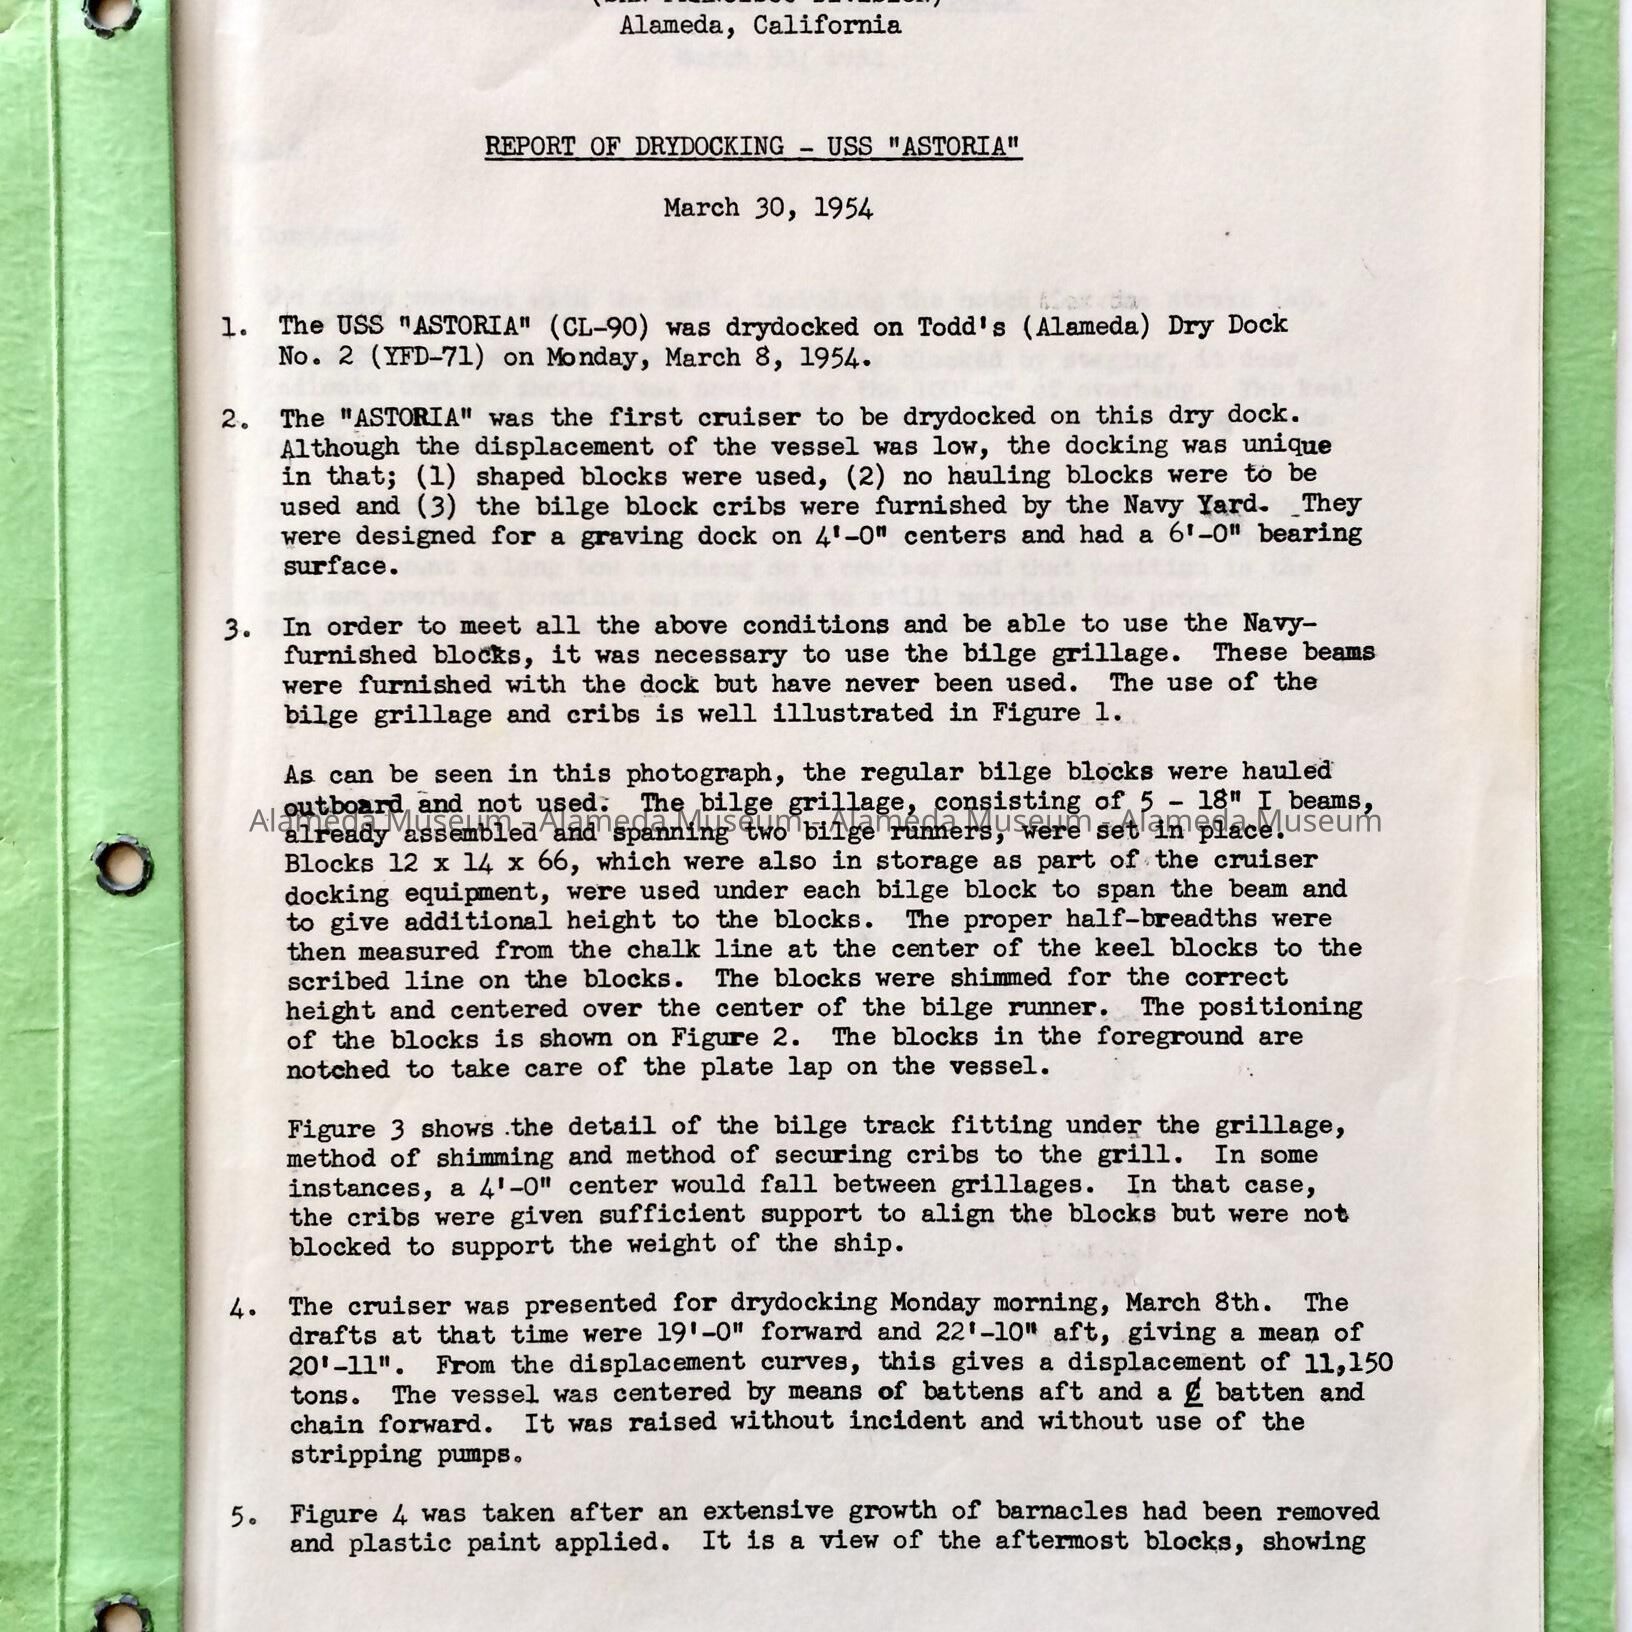 (SAN FRANCISCO DIVISION)
Alameda, California
REPORT OF DRYDOCKING - USS "ASTORIA"
March 30, 1954
1. The USS "ASTORIA" (CL-90) was drydocked on Todd's (Alameda) Dry Dock
No. 2 (YFD-71) on Monday, March 8, 1954.
2. The "ASTORIA" was the first cruiser to be drydocked on this dry dock.
Although the displacement of the vessel was low, the docking was unique
in that; (1) shaped blocks were used, (2) no hauling blocks were to be
used and (3) the bilge block cribs were furnished by the Navy Yard. They
were designed for a graving dock on 4'-0" centers and had a 6'-0" bearing
surface.
3. In order to meet all the above conditions and be able to use the Navy-
furnished blocks, it was necessary to use the bilge grillage. These beams
were furnished with the dock but have never been used. The use of the
bilge grillage and cribs is well illustrated in Figure 1.
As can be seen in this photograph, the regular bilge blocks were hauled
outboard and not used. The bilge grillage, consisting of 5 - 18" I beams,
Alameda Museum - Alameda Museum - Alameda Museum - Alameda Museum
already assembled and spanning two bilge runners, were set in place.
Blocks 12 x 14 x 66, which were also in storage as part of the cruiser
docking equipment, were used under each bilge block to span the beam and
to give additional height to the blocks. The proper half-breadths were
then measured from the chalk line at the center of the keel blocks to the
scribed line on the blocks. The blocks were shimmed for the correct
height and centered over the center of the bilge runner. The positioning
of the blocks is shown on Figure 2. The blocks in the foreground are
notched to take care of the plate lap on the vessel.
Figure 3 shows the detail of the bilge track fitting under the grillage,
method of shimming and method of securing cribs to the grill. In some
instances, a 4'-0" center would fall between grillages. In that case,
the cribs were given sufficient support to align the blocks but were not
blocked to support the weight of the ship.
4. The cruiser was presented for drydocking Monday morning, March 8th. The
drafts at that time were 19'-0" forward and 22'-10" aft, giving a mean of
20'-11". From the displacement curves, this gives a displacement of 11,150
tons. The vessel was centered by means of battens aft and a ₵ batten and
chain forward. It was raised without incident and without use of the
stripping pumps.
5. Figure 4 was taken after an extensive growth of barnacles had been removed
and plastic paint applied. It is a view of the aftermost blocks, showing